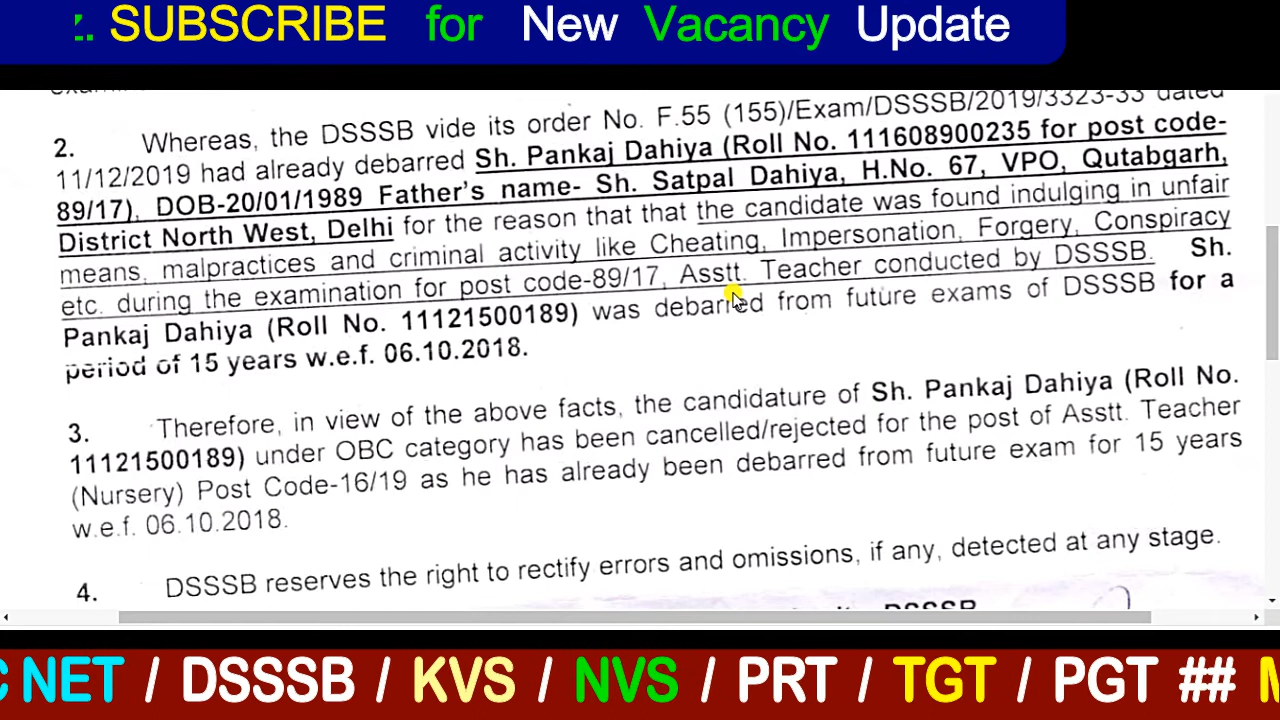 :. SUBSCRIBE for New Vacancy Update
2. Whereas, the DSSSB vide its order No. F.55 (155)/Exam/DSSSB/2019/3323-33 dated
11/12/2019 had already debarred Sh. Pankaj Dahiya (Roll No. 111608900235 for post code-
89/17), DOB-20/01/1989 Father's name- Sh. Satpal Dahiya, H.No. 67, VPO, Qutabgarh,
District North West, Delhi for the reason that that the candidate was found indulging in unfair
means, malpractices and criminal activity like Cheating, Impersonation, Forgery, Conspiracy
etc. during the examination for post code-89/17, Asstt. Teacher conducted by DSSSB. Sh.
Pankaj Dahiya (Roll No. 11121500189) was debarred from future exams of DSSSB for a
period of 15 years w.e.f. 06.10.2018.
3. Therefore, in view of the above facts, the candidature of Sh. Pankaj Dahiya (Roll No.
11121500189) under OBC category has been cancelled/rejected for the post of Asstt. Teacher
(Nursery) Post Code-16/19 as he has already been debarred from future exam for 15 years
w.e.f. 06.10.2018.
4. DSSSB reserves the right to rectify errors and omissions, if any, detected at any stage.
DSSSB
C NET / DSSSB / KVS / NVS / PRT / TGT / PGT ##